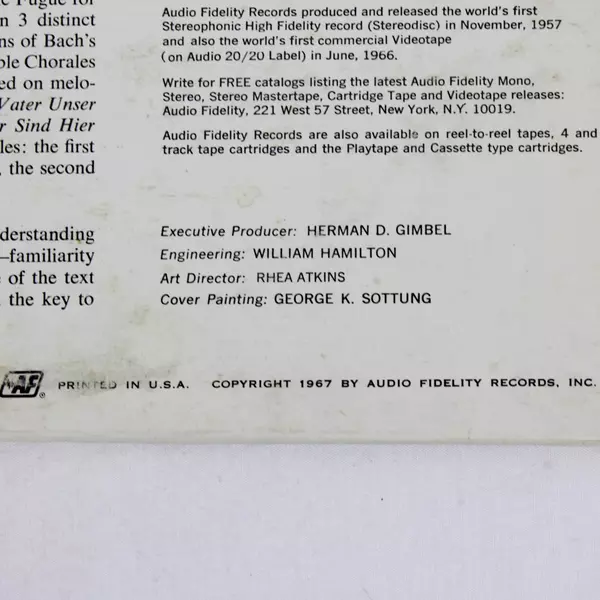 Fugue for
n 3 distinct
ns of Bach's
ble Chorales
ed on melo-
Vater Unser
r Sind Hier
les: the first
, the second
derstanding
–familiarity
of the text
the key to
Audio Fidelity Records produced and released the world's first
Stereophonic High Fidelity record (Stereodisc) in November, 1957
and also the world's first commercial Videotape
(on Audio 20/20 Label) in June, 1966.
Write for FREE catalogs listing the latest Audio Fidelity Mono,
Stereo, Stereo Mastertape, Cartridge Tape and Videotape releases:
Audio Fidelity, 221 West 57 Street, New York, N.Y. 10019.
Audio Fidelity Records are also available on reel-to-reel tapes, 4 and
track tape cartridges and the Playtape and Cassette type cartridges.
Executive Producer: HERMAN D. GIMBEL
Engineering: WILLIAM HAMILTON
Art Director: RHEA ATKINS
Cover Painting: GEORGE K. SOTTUNG
AF® PRINTED IN U.S.A. COPYRIGHT 1967 BY AUDIO FIDELITY RECORDS, INC.